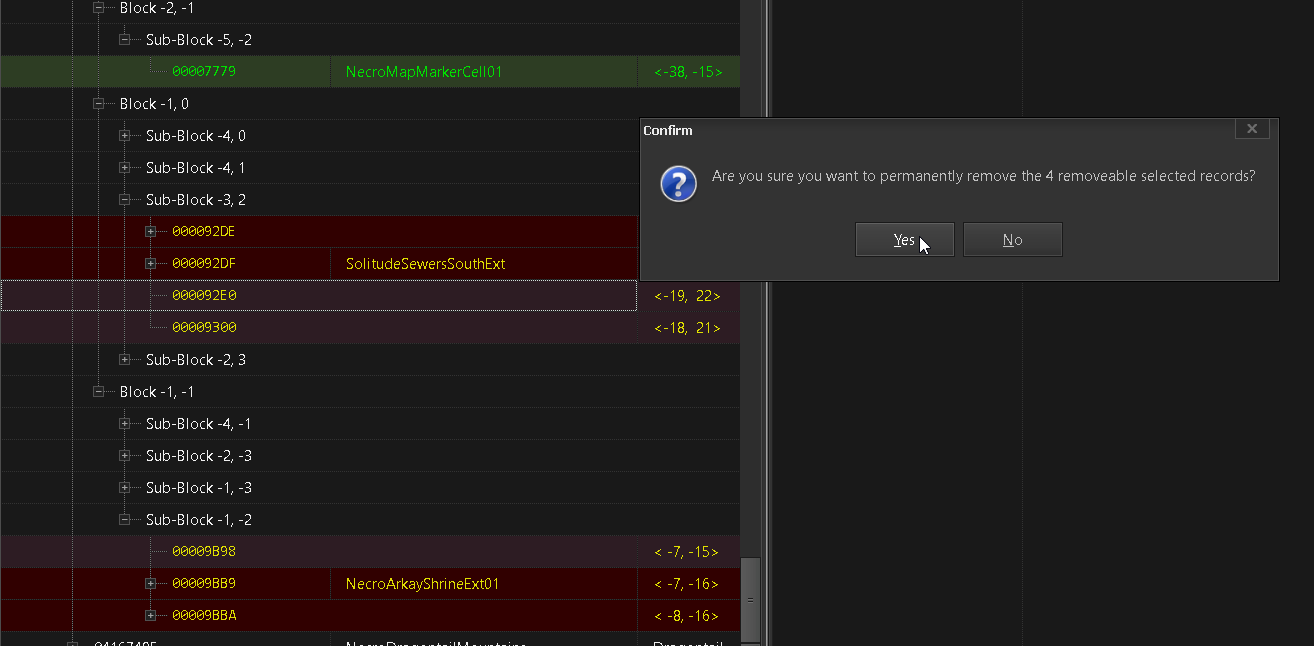 Block -2, -1
Sub-Block -5, -2
00007779 NecroMapMarkerCell01 <-38, -15>
Block -1, 0
Confirm
Sub-Block -4, 0
Sub-Block -4, 1
Are you sure you want to permanently remove the 4 removeable selected records?
Sub-Block -3, 2
000092DE
Yes No
000092DF SolitudeSewersSouthExt
000092E0 <-19, 22>
00009300 <-18, 21>
Sub-Block -2, 3
Block -1, -1
Sub-Block -4, -1
Sub-Block -2, -3
Sub-Block -1, -3
Sub-Block -1, -2
00009B98 < -7, -15>
00009BB9 NecroArkayShrineExt01 < -7, -16>
00009BBA < -8, -16>